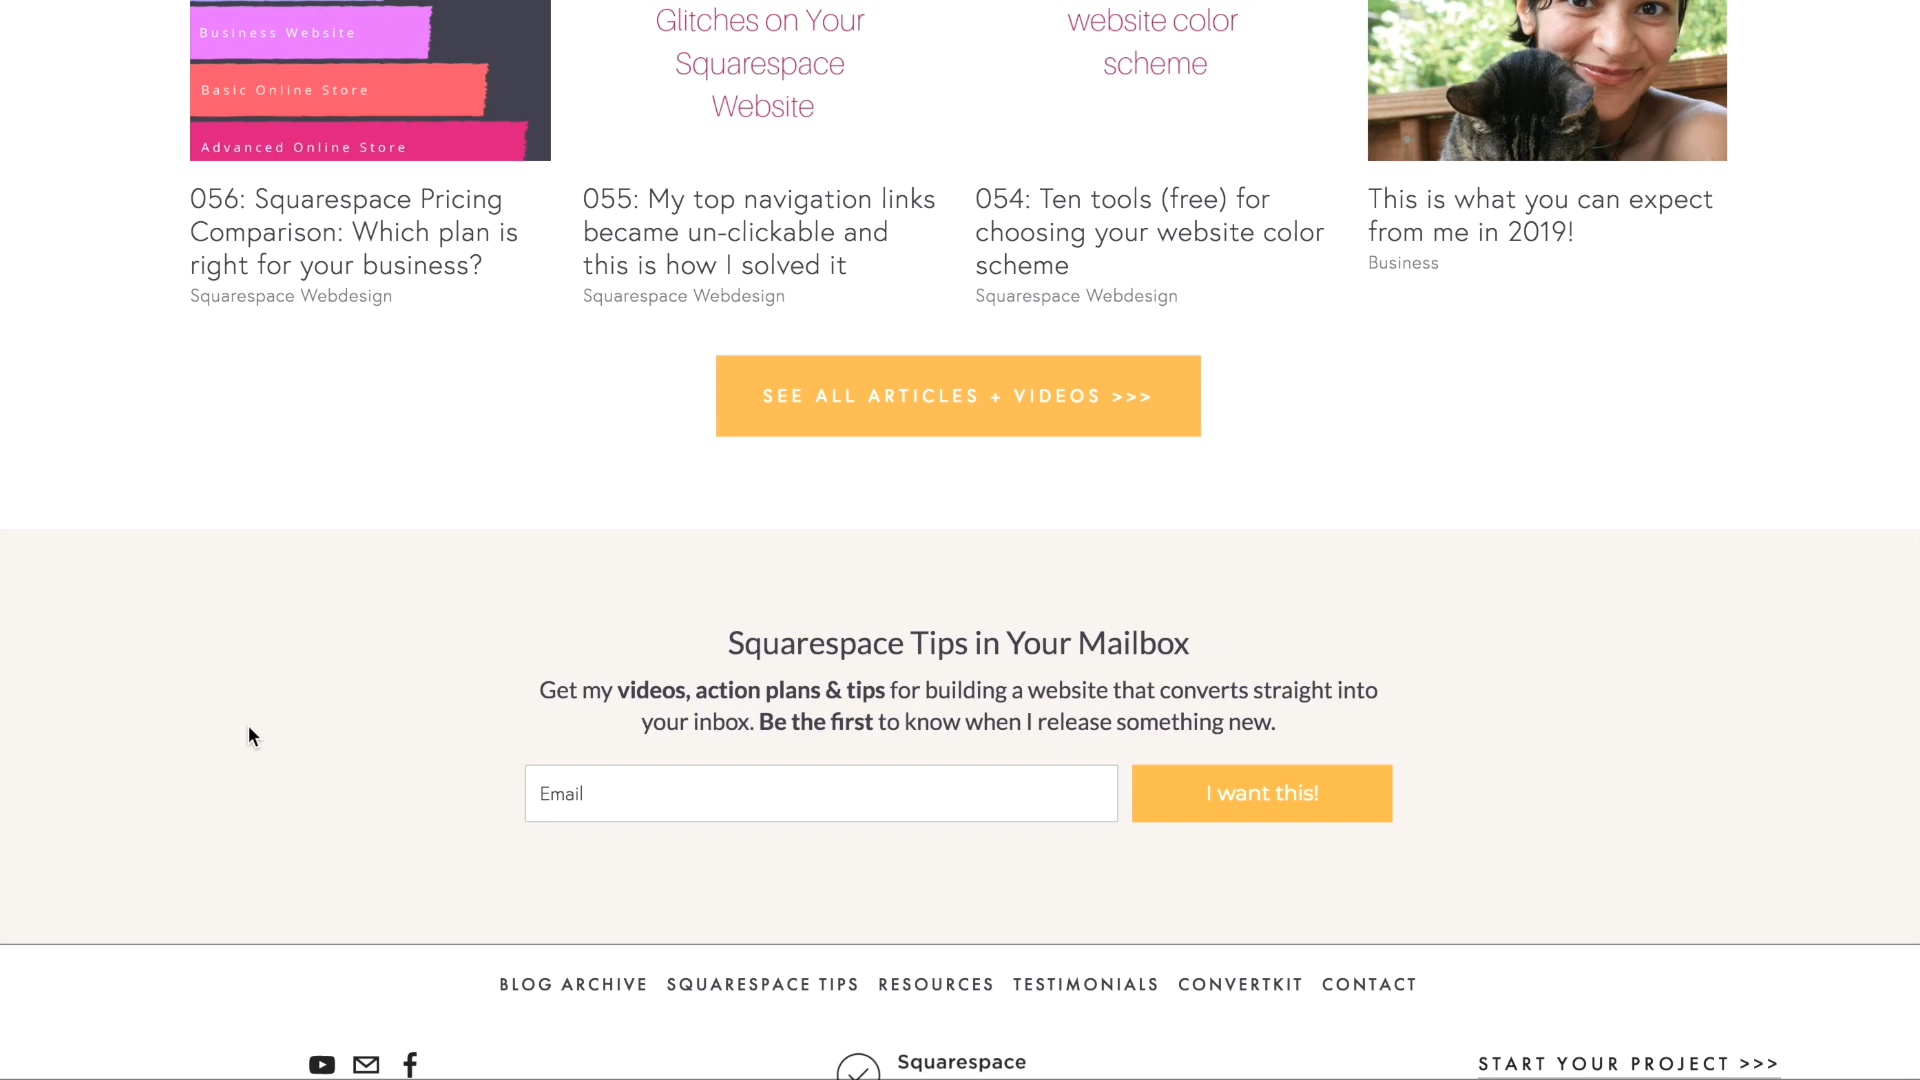 Business Website
Basic Online Store
Advanced Online Store
Glitches on Your
Squarespace
Website
website color
scheme
056: Squarespace Pricing
Comparison: Which plan is
right for your business?
Squarespace Webdesign
055: My top navigation links
became un-clickable and
this is how I solved it
Squarespace Webdesign
054: Ten tools (free) for
choosing your website color
scheme
Squarespace Webdesign
This is what you can expect
from me in 2019!
Business
SEE ALL ARTICLES + VIDEOS >>>
Squarespace Tips in Your Mailbox
Get my videos, action plans & tips for building a website that converts straight into
your inbox. Be the first to know when I release something new.
Email
I want this!
BLOG ARCHIVE SQUARESPACE TIPS RESOURCES TESTIMONIALS CONVERTKIT CONTACT
Squarespace
START YOUR PROJECT >>>